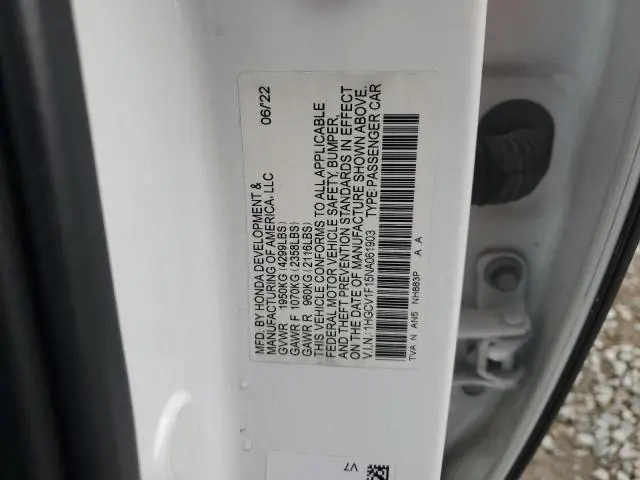 MFD. BY HONDA DEVELOPMENT & 06/22
MANUFACTURING OF AMERICA, LLC
GVWR 1950KG (4299LBS)
GAWR F 1070KG (2358LBS)
GAWR R 960KG (2116LBS)
THIS VEHICLE CONFORMS TO ALL APPLICABLE
FEDERAL MOTOR VEHICLE SAFETY, BUMPER,
AND THEFT PREVENTION STANDARDS IN EFFECT
ON THE DATE OF MANUFACTURE SHOWN ABOVE.
V.I.N.: 1HGCV1F15NA061903 TYPE: PASSENGER CAR
TVA N AN5 NH883P A . A
V7